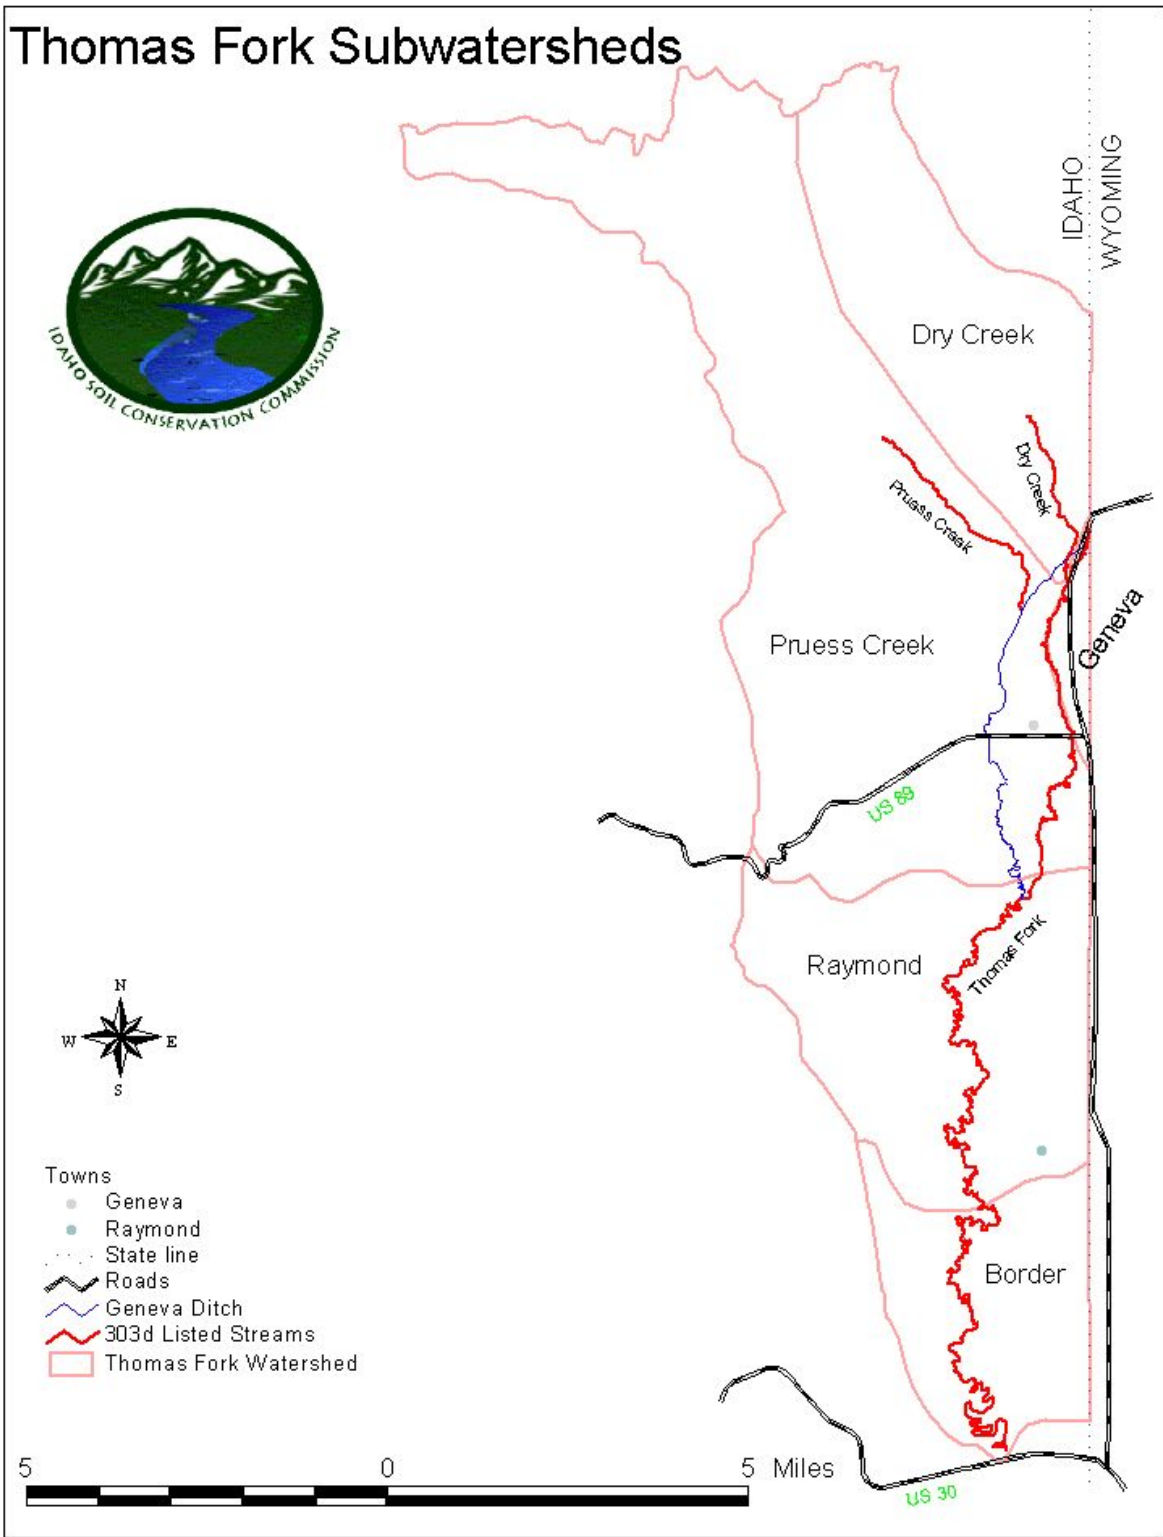 Thomas Fork Subwatersheds
IDAHO
WYOMING
IDAHO SOIL CONSERVATION COMMISSION
Dry Creek
Dry Creek
Pruess Creek
Geneva
Pruess Creek
US 89
Thomas Fork
Raymond
N
W E
S
Towns
Geneva
Raymond
State line
Roads
Geneva Ditch
303d Listed Streams
Thomas Fork Watershed
Border
5 0 5 Miles
US 30